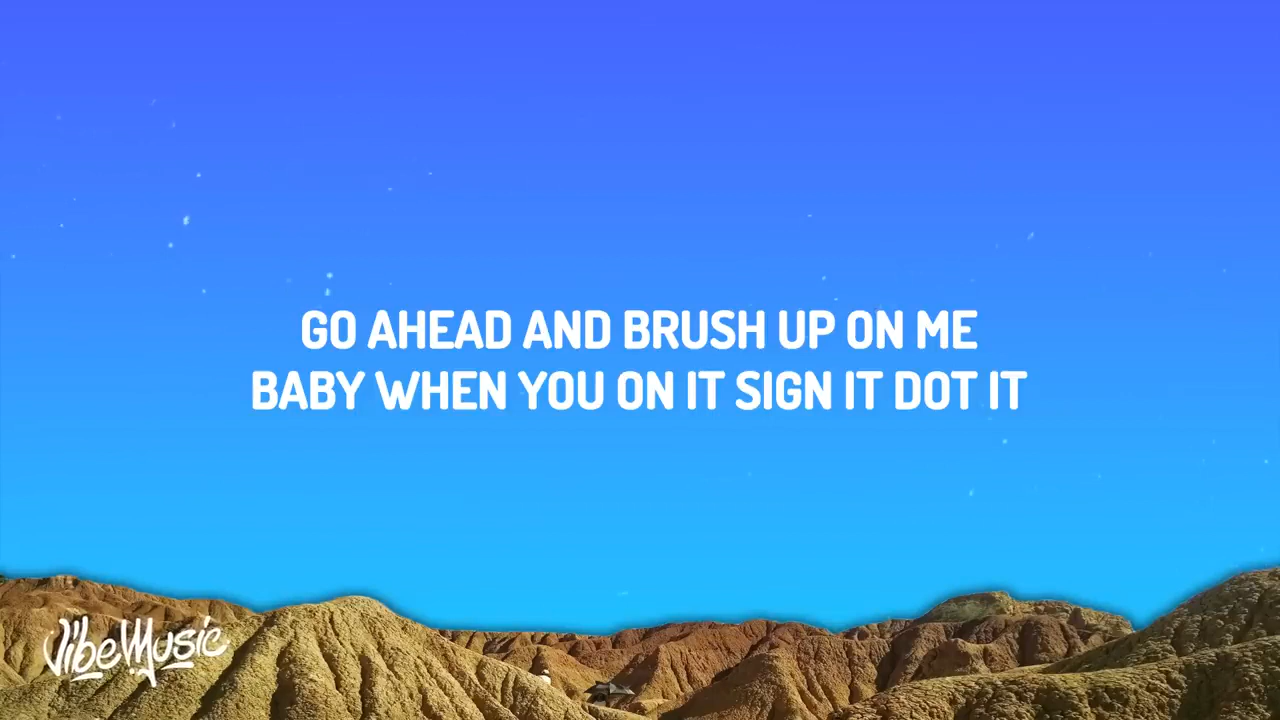 GO AHEAD AND BRUSH UP ON ME
BABY WHEN YOU ON IT SIGN IT DOT IT
VibeMusic